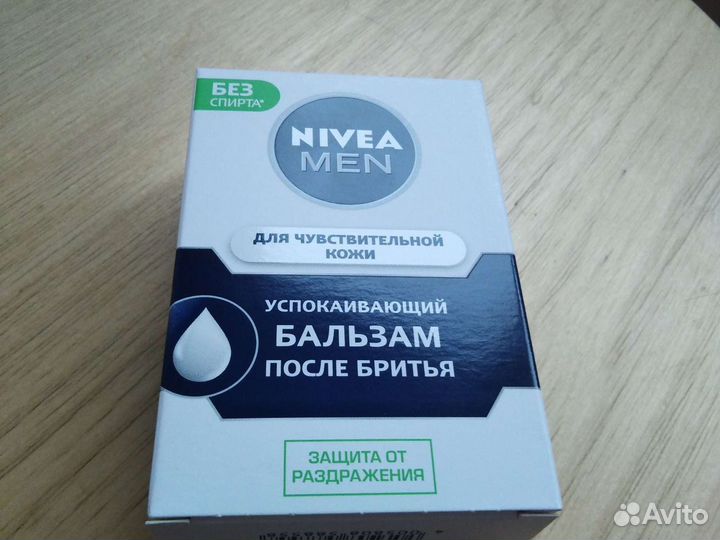 БЕЗ
СПИРТА*
NIVEA
MEN
ДЛЯ ЧУВСТВИТЕЛЬНОЙ
КОЖИ
УСПОКАИВАЮЩИЙ
БАЛЬЗАМ
ПОСЛЕ БРИТЬЯ
ЗАЩИТА ОТ
РАЗДРАЖЕНИЯ
Avito